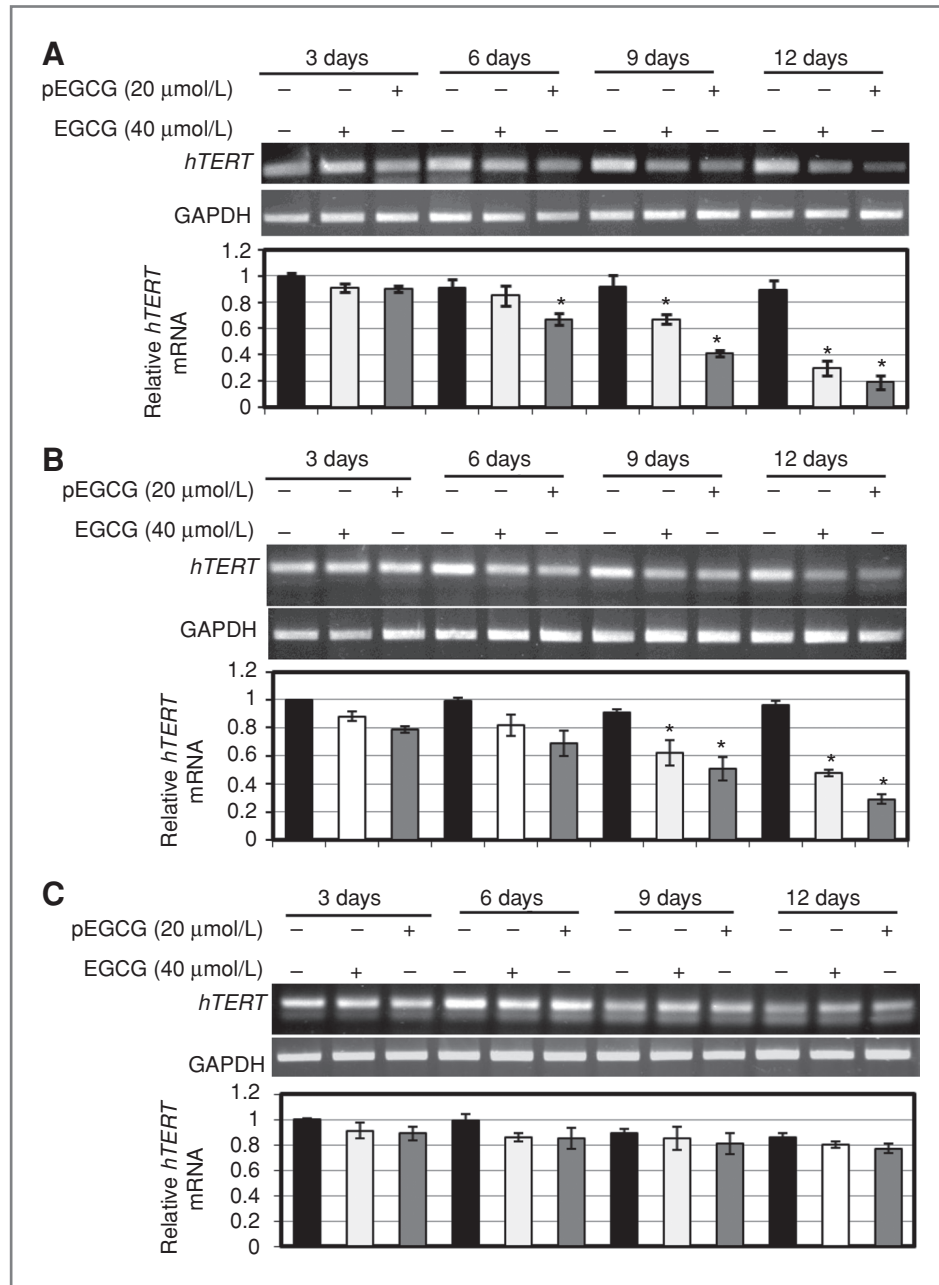 A
3 days 6 days 9 days 12 days
pEGCG (20 μmol/L) – – + – – + – – + – – +
EGCG (40 μmol/L) – + – – + – – + – – + –
hTERT
GAPDH
1.2
1
0.8
0.6
0.4
0.2
0
Relative hTERT
mRNA
* * * * *
B
3 days 6 days 9 days 12 days
pEGCG (20 μmol/L) – – + – – + – – + – – +
EGCG (40 μmol/L) – + – – + – – + – – + –
hTERT
GAPDH
1.2
1
0.8
0.6
0.4
0.2
0
Relative hTERT
mRNA
* * * *
C
3 days 6 days 9 days 12 days
pEGCG (20 μmol/L) – – + – – + – – + – – +
EGCG (40 μmol/L) – + – – + – – + – – + –
hTERT
GAPDH
1.2
1
0.8
0.6
0.4
0.2
0
Relative hTERT
mRNA